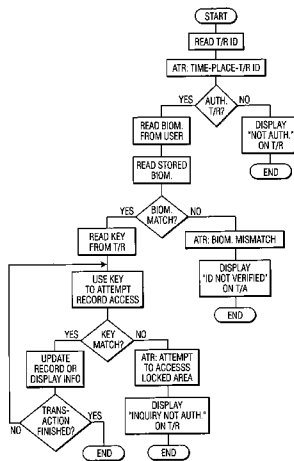 START
READ T/R ID
ATR: TIME-PLACE-T/R ID
AUTH.
T/R?
YES
NO
READ BIOM.
FROM USER
DISPLAY
"NOT AUTH."
ON T/R
END
READ STORED
BIOM.
BIOM.
MATCH?
YES
NO
READ KEY
FROM T/R
ATR: BIOM. MISMATCH
DISPLAY
"ID NOT VERIFIED"
ON T/A
END
USE KEY
TO ATTEMPT
RECORD ACCESS
KEY
MATCH?
YES
NO
UPDATE
RECORD OR
DISPLAY INFO
ATR: ATTEMPT
TO ACCESSS
LOCKED AREA
TRANS-
ACTION
FINISHED?
NO
YES
END
DISPLAY
"INQUIRY NOT AUTH."
ON T/R
END